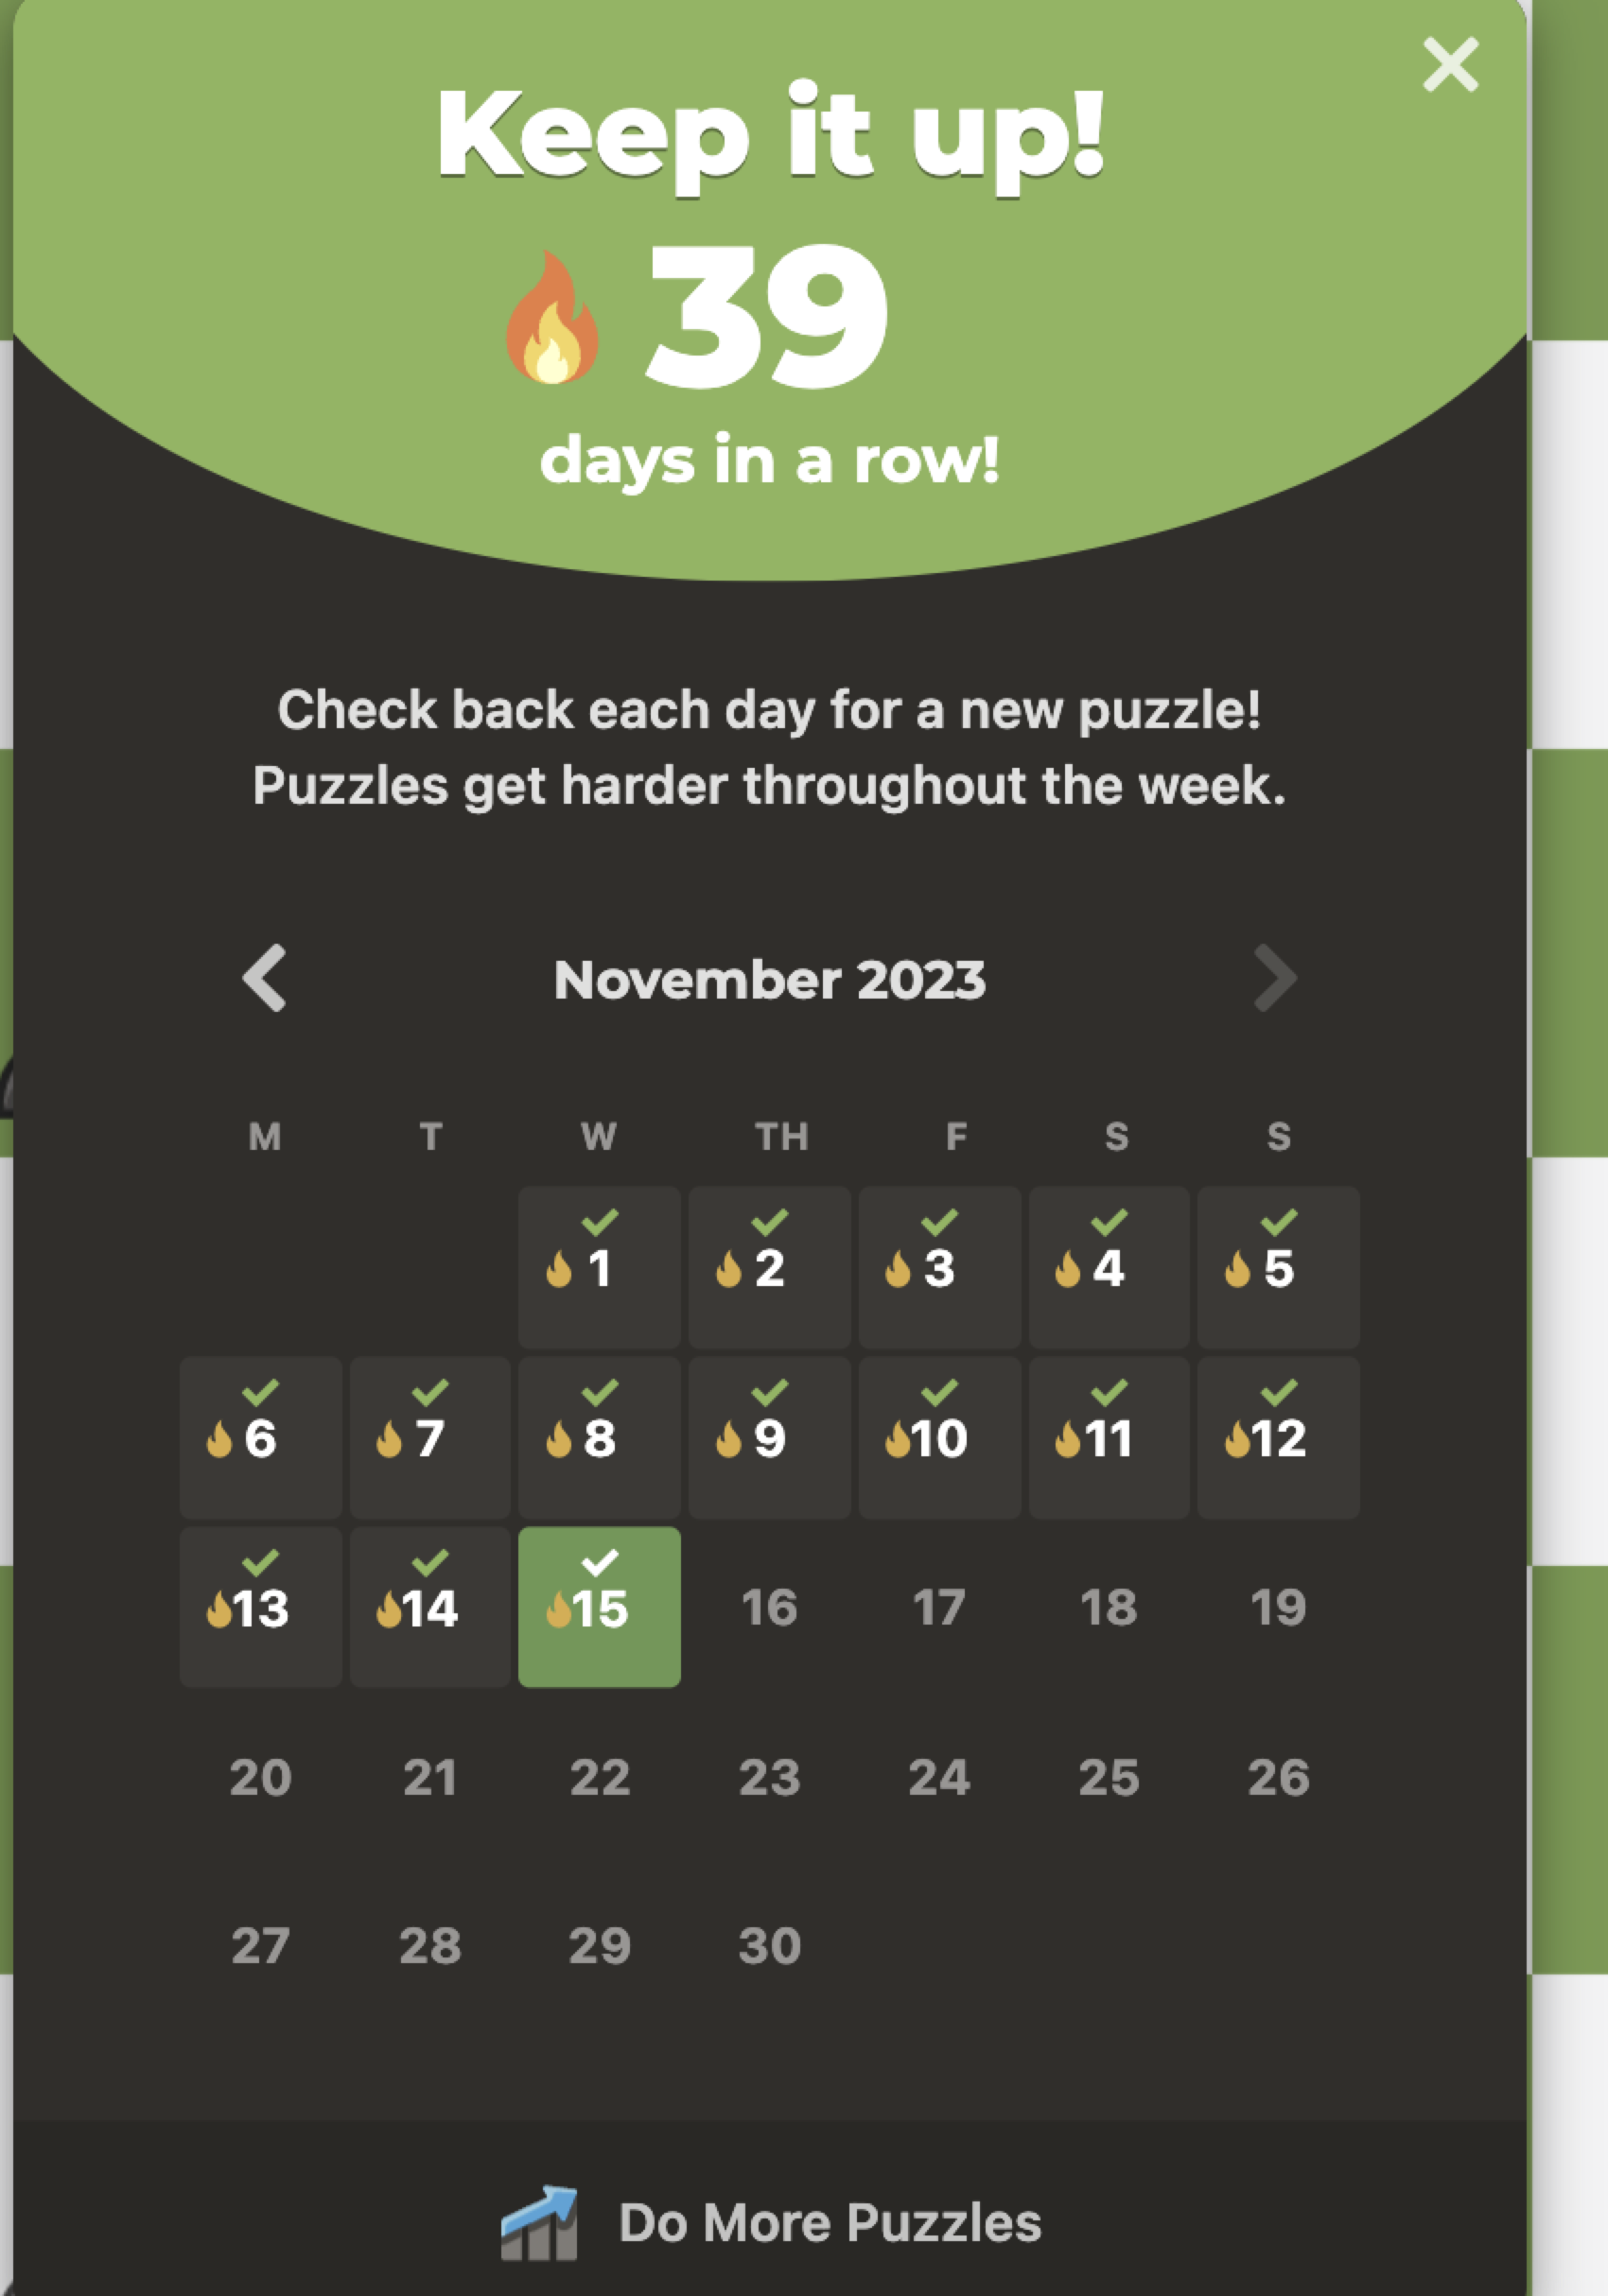 Keep it up!
39
days in a row!
Check back each day for a new puzzle!
Puzzles get harder throughout the week.
November 2023
M T W TH F S S
1 2 3 4 5
6 7 8 9 10 11 12
13 14 15 16 17 18 19
20 21 22 23 24 25 26
27 28 29 30
Do More Puzzles